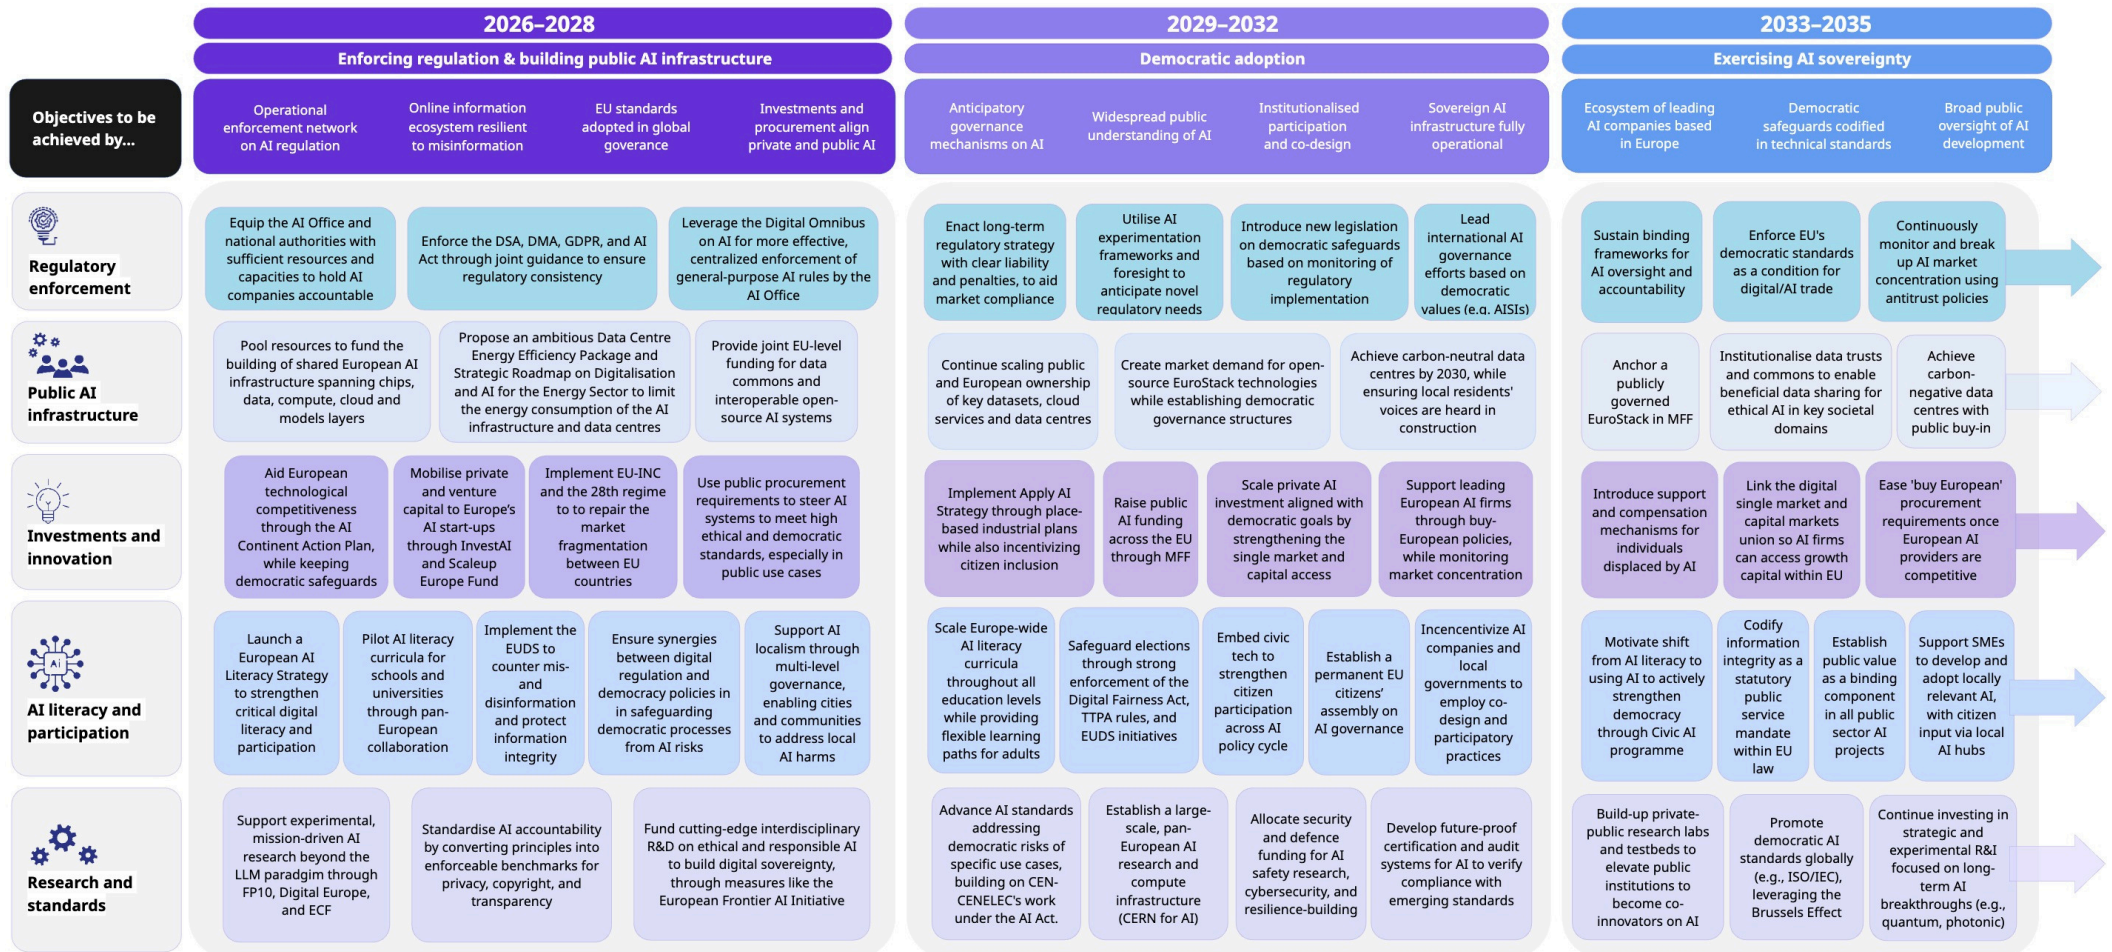 2026–2028
Enforcing regulation & building public AI infrastructure
2029–2032
Democratic adoption
2033–2035
Exercising AI sovereignty
Objectives to be
achieved by...
Operational
enforcement network
on AI regulation
Online information
ecosystem resilient
to misinformation
EU standards
adopted in global
goverance
Investments and
procurement align
private and public AI
Anticipatory
governance
mechanisms on AI
Widespread public
understanding of AI
Institutionalised
participation
and co-design
Sovereign AI
infrastructure fully
operational
Ecosystem of leading
AI companies based
in Europe
Democratic
safeguards codified
in technical standards
Broad public
oversight of AI
development
Regulatory
enforcement
Equip the AI Office and
national authorities with
sufficient resources and
capacities to hold AI
companies accountable
Enforce the DSA, DMA, GDPR, and AI
Act through joint guidance to ensure
regulatory consistency
Leverage the Digital Omnibus
on AI for more effective,
centralized enforcement of
general-purpose AI rules by the
AI Office
Enact long-term
regulatory strategy
with clear liability
and penalties, to aid
market compliance
Utilise AI
experimentation
frameworks and
foresight to
anticipate novel
regulatory needs
Introduce new legislation
on democratic safeguards
based on monitoring of
regulatory
implementation
Lead
international AI
governance
efforts based on
democratic
values (e.g. AISIs)
Sustain binding
frameworks for
AI oversight and
accountability
Enforce EU's
democratic standards
as a condition for
digital/AI trade
Continuously
monitor and break
up AI market
concentration using
antitrust policies
Public AI
infrastructure
Pool resources to fund the
building of shared European AI
infrastructure spanning chips,
data, compute, cloud and
models layers
Propose an ambitious Data Centre
Energy Efficiency Package and
Strategic Roadmap on Digitalisation
and AI for the Energy Sector to limit
the energy consumption of the AI
infrastructure and data centres
Provide joint EU-level
funding for data
commons and
interoperable open-
source AI systems
Continue scaling public
and European ownership
of key datasets, cloud
services and data centres
Create market demand for open-
source EuroStack technologies
while establishing democratic
governance structures
Achieve carbon-neutral data
centres by 2030, while
ensuring local residents'
voices are heard in
construction
Anchor a
publicly
governed
EuroStack in MFF
Institutionalise data trusts
and commons to enable
beneficial data sharing for
ethical AI in key societal
domains
Achieve
carbon-
negative data
centres with
public buy-in
Investments and
innovation
Aid European
technological
competitiveness
through the AI
Continent Action Plan,
while keeping
democratic safeguards
Mobilise private
and venture
capital to Europe’s
AI start-ups
through InvestAI
and Scaleup
Europe Fund
Implement EU-INC
and the 28th regime
to to repair the
market
fragmentation
between EU
countries
Use public procurement
requirements to steer AI
systems to meet high
ethical and democratic
standards, especially in
public use cases
Implement Apply AI
Strategy through place-
based industrial plans
while also incentivizing
citizen inclusion
Raise public
AI funding
across the EU
through MFF
Scale private AI
investment aligned with
democratic goals by
strengthening the
single market and
capital access
Support leading
European AI firms
through buy-
European policies,
while monitoring
market concentration
Introduce support
and compensation
mechanisms for
individuals
displaced by AI
Link the digital
single market and
capital markets
union so AI firms
can access growth
capital within EU
Ease 'buy European'
procurement
requirements once
European AI
providers are
competitive
Ai
AI literacy and
participation
Launch a
European AI
Literacy Strategy
to strengthen
critical digital
literacy and
participation
Pilot AI literacy
curricula for
schools and
universities
through pan-
European
collaboration
Implement the
EUDS to
counter mis-
and
disinformation
and protect
information
integrity
Ensure synergies
between digital
regulation and
democracy policies in
in safeguarding
democratic processes
from AI risks
Support AI
localism through
multi-level
governance,
enabling cities
and communities
to address local
AI harms
Scale Europe-wide
AI literacy
curricula
throughout all
education levels
while providing
flexible learning
paths for adults
Safeguard elections
through strong
enforcement of the
Digital Fairness Act,
TTPA rules, and
EUDS initiatives
Embed civic
tech to
strengthen
citizen
participation
across AI
policy cycle
Establish a
permanent EU
citizens’
assembly on
AI governance
Incencentivize AI
companies and
local
governments to
employ co-
design and
participatory
practices
Motivate shift
from AI literacy to
using AI to actively
strengthen
democracy
through Civic AI
programme
Codify
information
integrity as a
statutory
public
service
mandate
within EU
law
Establish
public value
as a binding
component
in all public
sector AI
projects
Support SMEs
to develop and
adopt locally
relevant AI,
with citizen
input via local
AI hubs
Research and
standards
Support experimental,
mission-driven AI
research beyond the
LLM paradgim through
FP10, Digital Europe,
and ECF
Standardise AI accountability
by converting principles into
enforceable benchmarks for
privacy, copyright, and
transparency
Fund cutting-edge interdisciplinary
R&D on ethical and responsible AI
to build digital sovereignty,
through measures like the
European Frontier AI Initiative
Advance AI standards
addressing
democratic risks of
specific use cases,
building on CEN-
CENELEC's work
under the AI Act.
Establish a large-
scale, pan-
European AI
research and
compute
infrastructure
(CERN for AI)
Allocate security
and defence
funding for AI
safety research,
cybersecurity, and
resilience-building
Develop future-proof
certification and audit
systems for AI to verify
compliance with
emerging standards
Build-up private-
public research labs
and testbeds to
elevate public
institutions to
become co-
innovators on AI
Promote
democratic AI
standards globally
(e.g., ISO/IEC),
leveraging the
Brussels Effect
Continue investing in
strategic and
experimental R&I
focused on long-
term AI
breakthroughs (e.g.,
quantum, photonic)